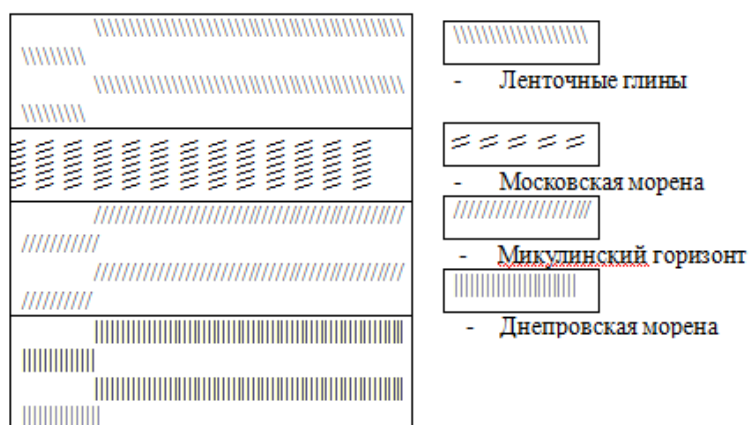 - Ленточные глины
- Московская морена
- Микулинский горизонт
- Днепровская морена